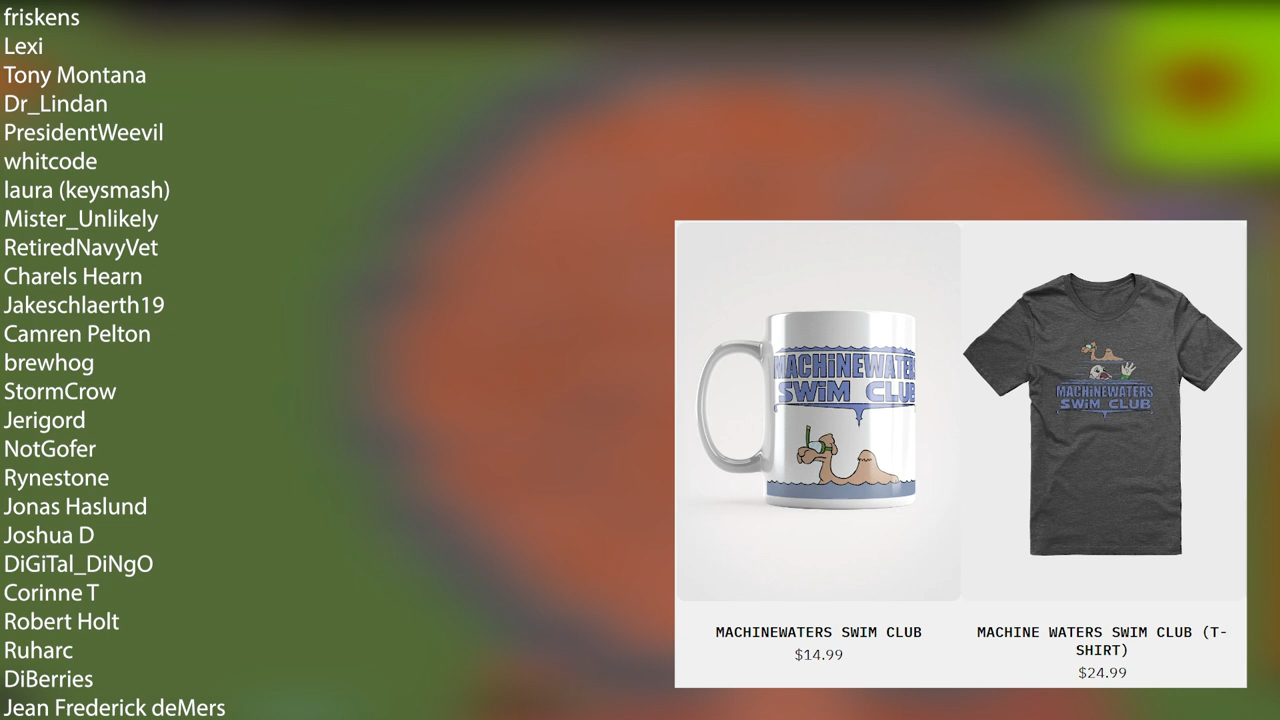 friskens
Lexi
Tony Montana
Dr_Lindan
PresidentWeevil
whitcode
laura (keysmash)
Mister_Unlikely
RetiredNavyVet
Charels Hearn
Jakeschlaerth19
Camren Pelton
brewhog
StormCrow
Jerigord
NotGofer
Rynestone
Jonas Haslund
Joshua D
DiGiTal_DiNgO
Corinne T
Robert Holt
Ruharc
DiBerries
Jean Frederick deMers
MACHiNEWATERS
SWiM CLUB
MACHiNEWATERS
SWiM CLUB
MACHINEWATERS SWIM CLUB
$14.99
MACHINE WATERS SWIM CLUB (T-
SHIRT)
$24.99